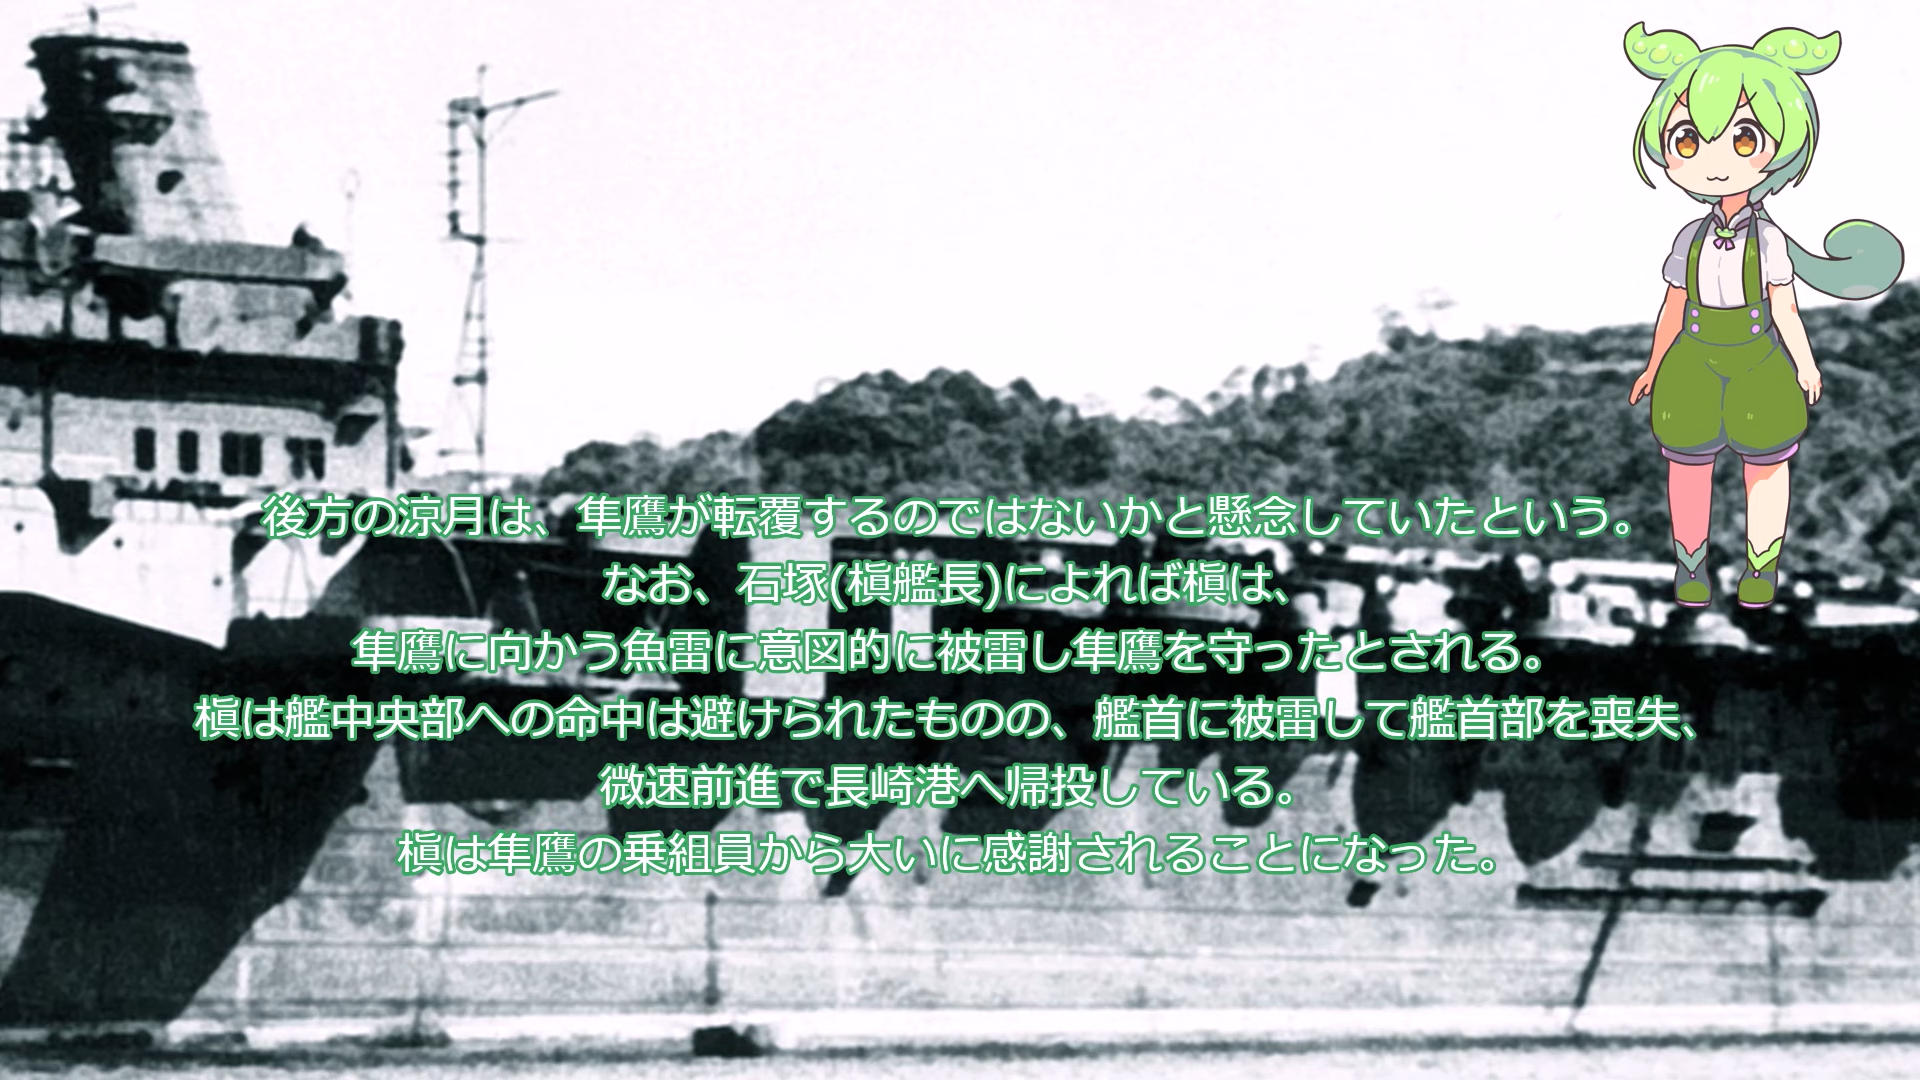 後方の涼月は、隼鷹が転覆するのではないかと懸念していたという。
なお、石塚(槇艦長)によれば槇は、
隼鷹に向かう魚雷に意図的に被雷し隼鷹を守ったとされる。
槇は艦中央部への命中は避けられたものの、艦首に被雷して艦首部を喪失、
微速前進で長崎港へ帰投している。
槇は隼鷹の乗組員から大いに感謝されることになった。